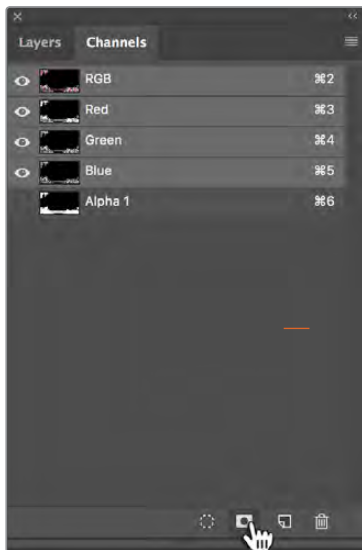 Layers Channels
RGB ⌘2
Red ⌘3
Green ⌘4
Blue ⌘5
Alpha 1 ⌘6